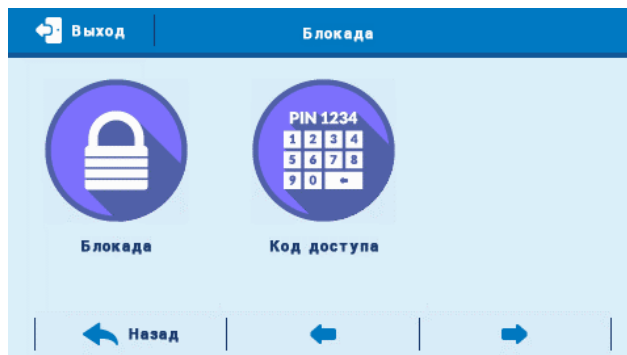 Выход
Блокада
PIN 1234
1 2 3 4
5 6 7 8
9 0
Блокада
Код доступа
Назад